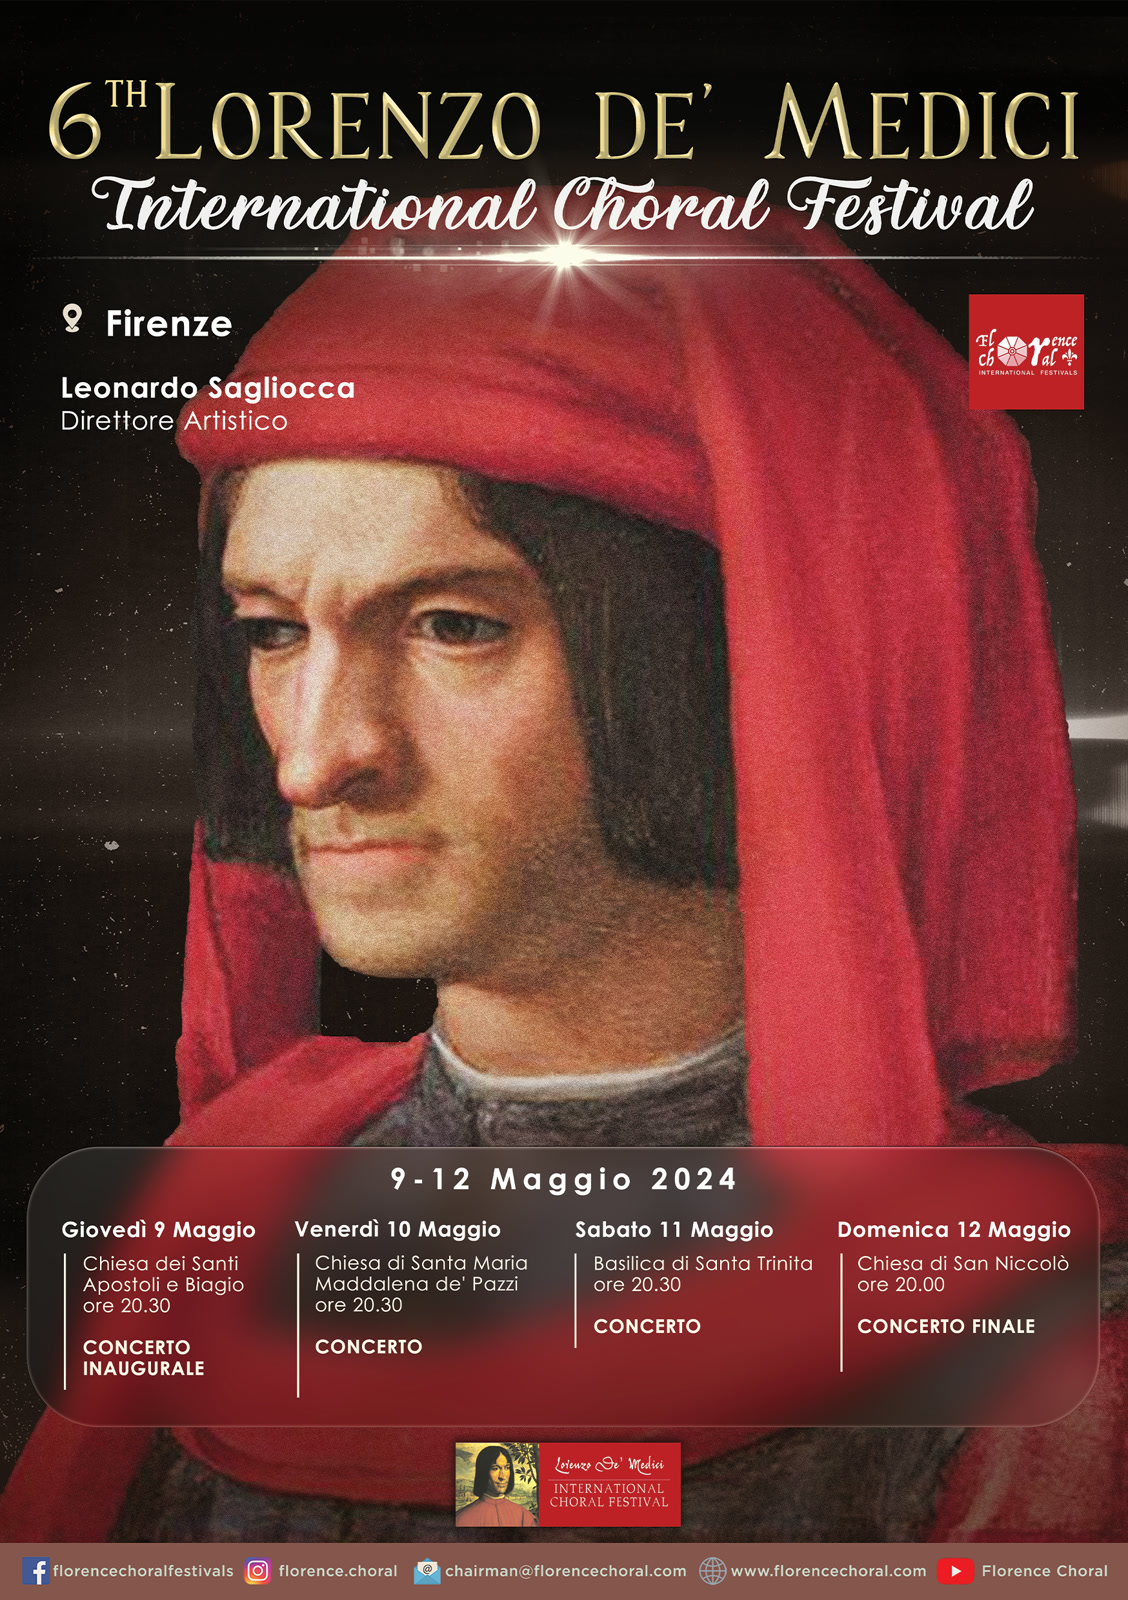 6TH LORENZO DE' MEDICI
International Choral Festival
Firenze
Leonardo Sagliocca
Direttore Artistico
Florence
choral
INTERNATIONAL FESTIVALS
9-12 Maggio 2024
Giovedì 9 Maggio
Chiesa dei Santi
Apostoli e Biagio
ore 20.30
CONCERTO
INAUGURALE
Venerdì 10 Maggio
Chiesa di Santa Maria
Maddalena de' Pazzi
ore 20.30
CONCERTO
Sabato 11 Maggio
Basilica di Santa Trinita
ore 20.30
CONCERTO
Domenica 12 Maggio
Chiesa di San Niccolò
ore 20.00
CONCERTO FINALE
Lorenzo De' Medici
INTERNATIONAL
CHORAL FESTIVAL
florencechoralfestivals florence.choral chairman@florencechoral.com www.florencechoral.com Florence Choral